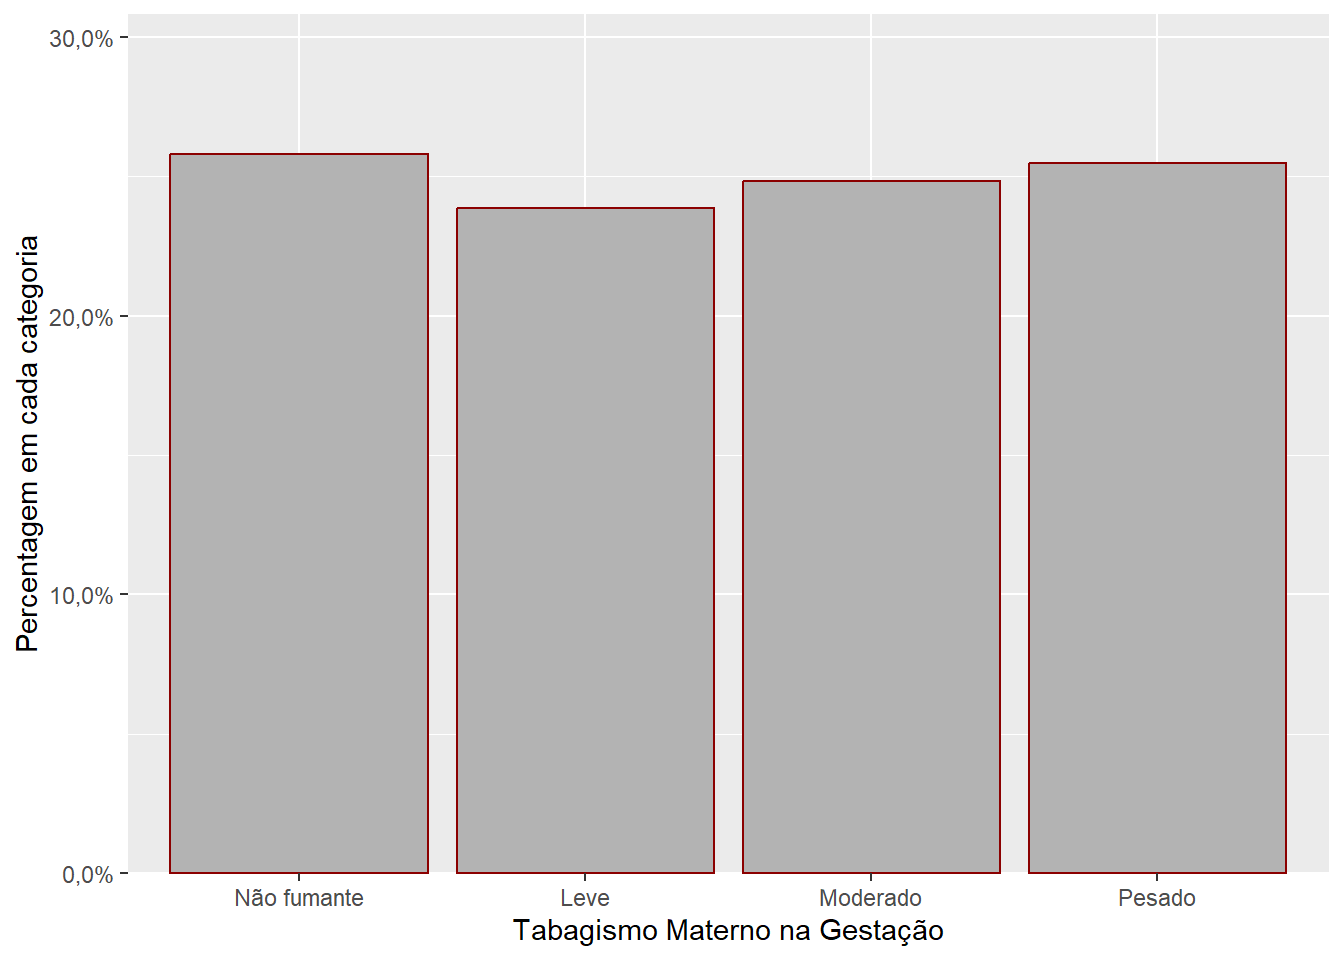 Percentagem em cada categoria
30,0%
20,0%
10,0%
0,0%
Não fumante
Leve
Moderado
Pesado
Tabagismo Materno na Gestação